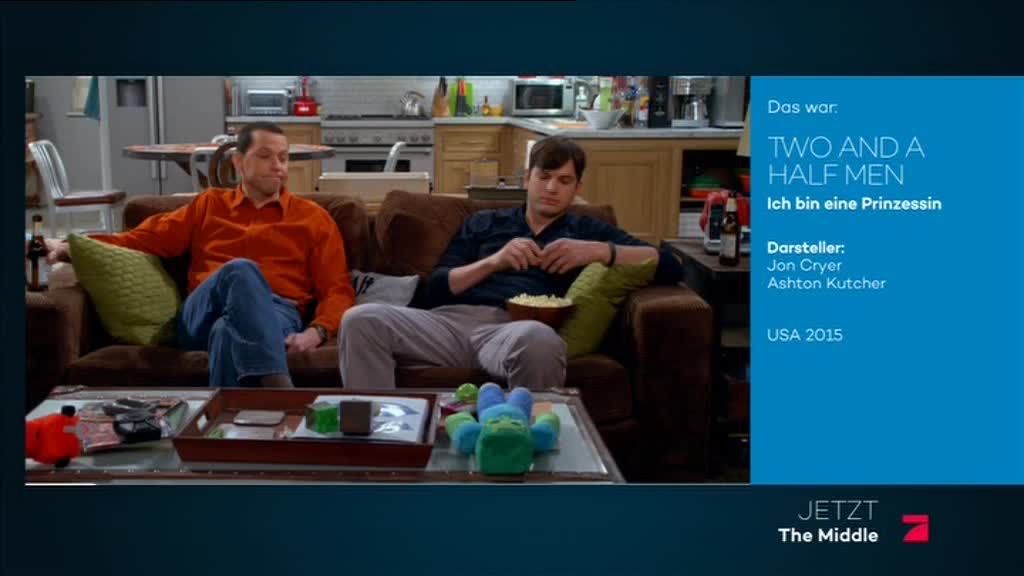 Das war:
TWO AND A
HALF MEN
Ich bin eine Prinzessin
Darsteller:
Jon Cryer
Ashton Kutcher
USA 2015
JETZT
The Middle